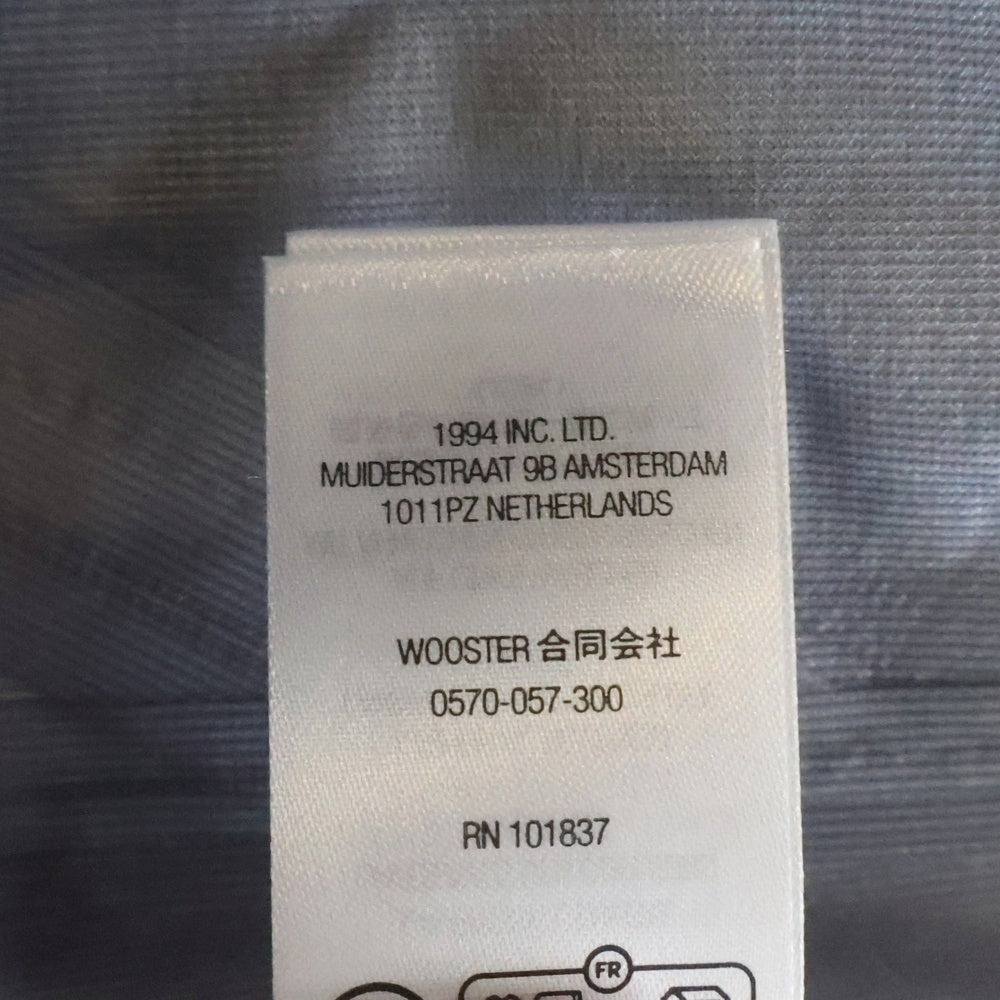 1994 INC. LTD.
MUIDERSTRAAT 9B AMSTERDAM
1011PZ NETHERLANDS
WOOSTER 合同会社
0570-057-300
RN 101837
FR